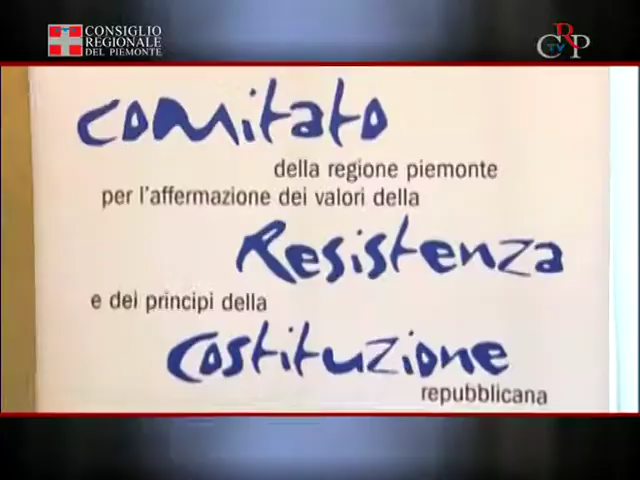 CONSIGLIO
REGIONALE
DEL PIEMONTE
CRP
TV
comitato
della regione piemonte
per l'affermazione dei valori della
Resistenza
e dei principi della
Costituzione
repubblicana